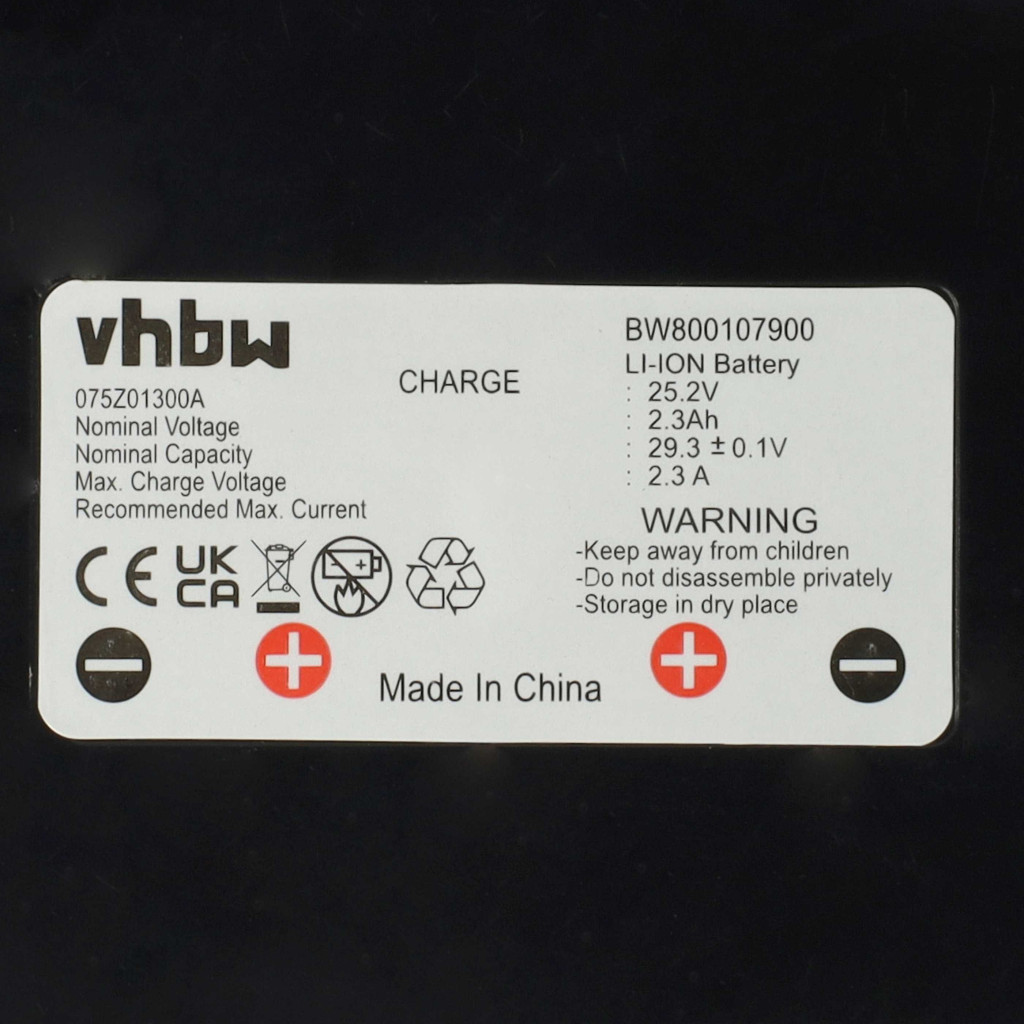 vhbw
075Z01300A
Nominal Voltage
Nominal Capacity
Max. Charge Voltage
Recommended Max. Current
CHARGE
BW800107900
LI-ION Battery
: 25.2V
: 2.3Ah
: 29.3 ± 0.1V
: 2.3 A
WARNING
-Keep away from children
-Do not disassemble privately
-Storage in dry place
CE UK
CA
Made In China